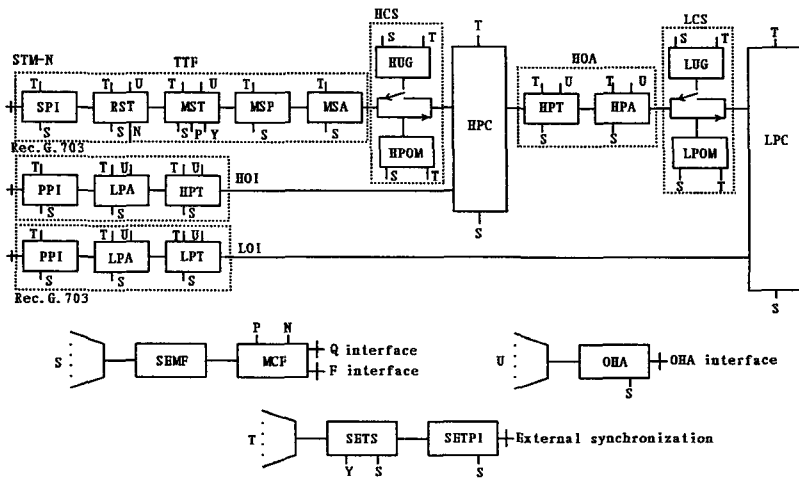 HCS
LCS
S T
T
S T
T
STM-N
TTF
HUG
HOA
LUG
T T U T U T T
T U T U
SPI RST MST MSP MSA
HPC
HPT HPA
LPC
S S N S P Y S S
HPOM
S S
LPOM
Rec.G.703
S T
S T
T T U T U
PPI LPA HPT
HOI
S S S
S
T T U T U
LOI
PPI LPA LPT
S S S
Rec.G.703
S
P N
S
SEMF
MCF
Q interface
F interface
U
OHA
OHA interface
S
T
SETS
SETPI
External synchronization
Y S
S